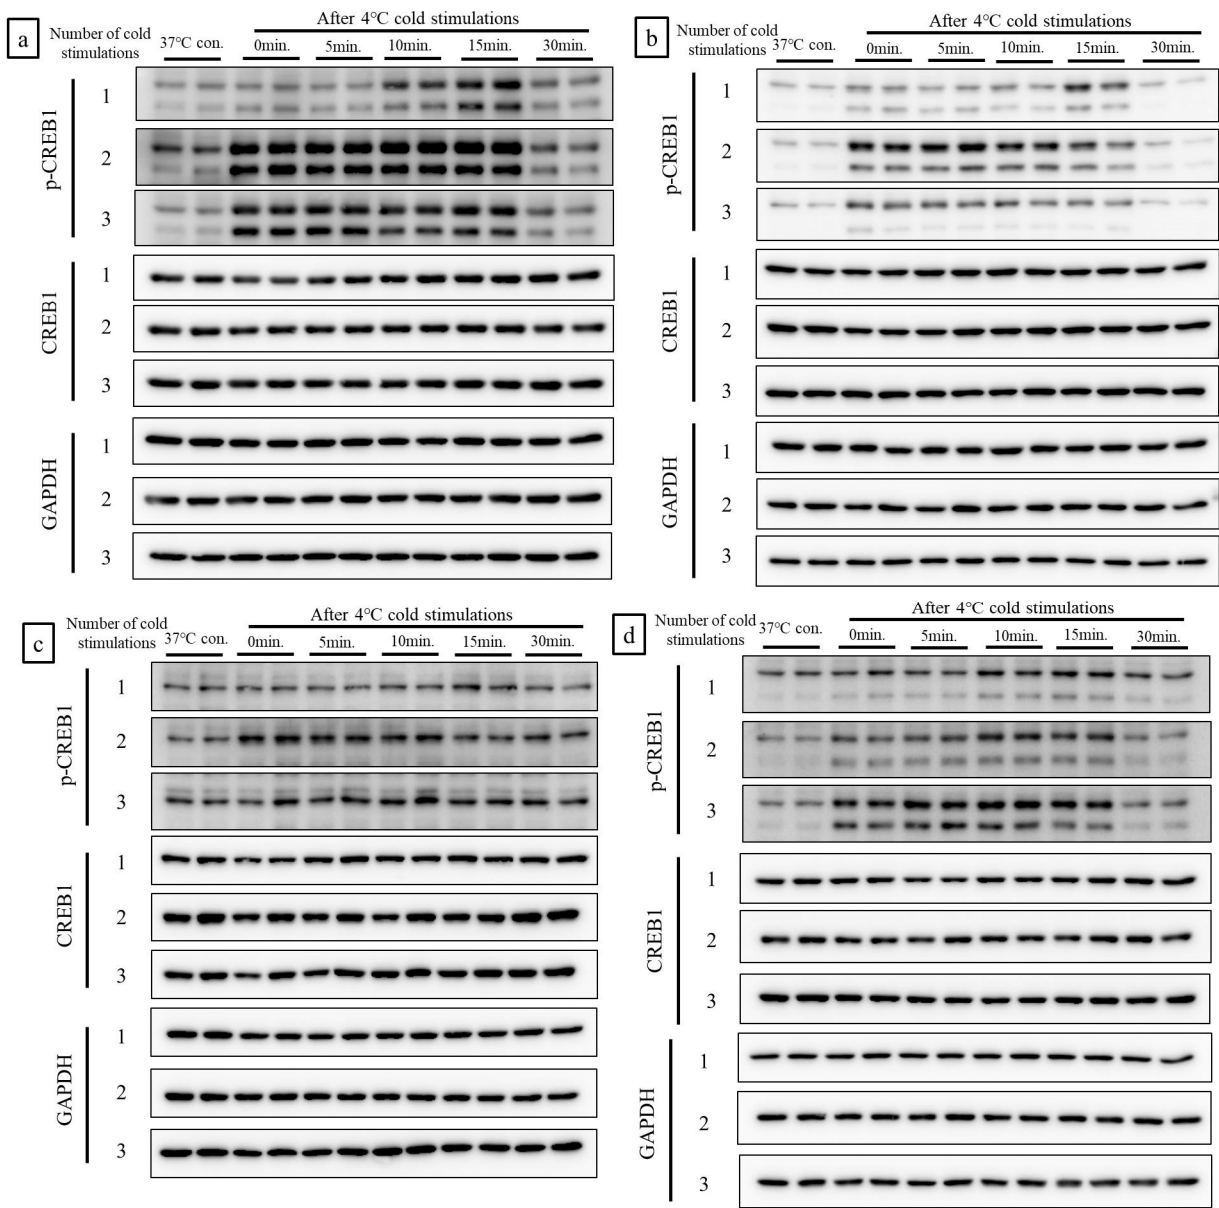 a
Number of cold
stimulations
37℃ con.
After 4℃ cold stimulations
0min. 5min. 10min. 15min. 30min.
p-CREB1
1
2
3
CREB1
1
2
3
GAPDH
1
2
3
b
Number of cold
stimulations
37℃ con.
After 4℃ cold stimulations
0min. 5min. 10min. 15min. 30min.
p-CREB1
1
2
3
CREB1
1
2
3
GAPDH
1
2
3
c
Number of cold
stimulations
37℃ con.
After 4℃ cold stimulations
0min. 5min. 10min. 15min. 30min.
p-CREB1
1
2
3
CREB1
1
2
3
GAPDH
1
2
3
d
Number of cold
stimulations
37℃ con.
After 4℃ cold stimulations
0min. 5min. 10min. 15min. 30min.
p-CREB1
1
2
3
CREB1
1
2
3
GAPDH
1
2
3